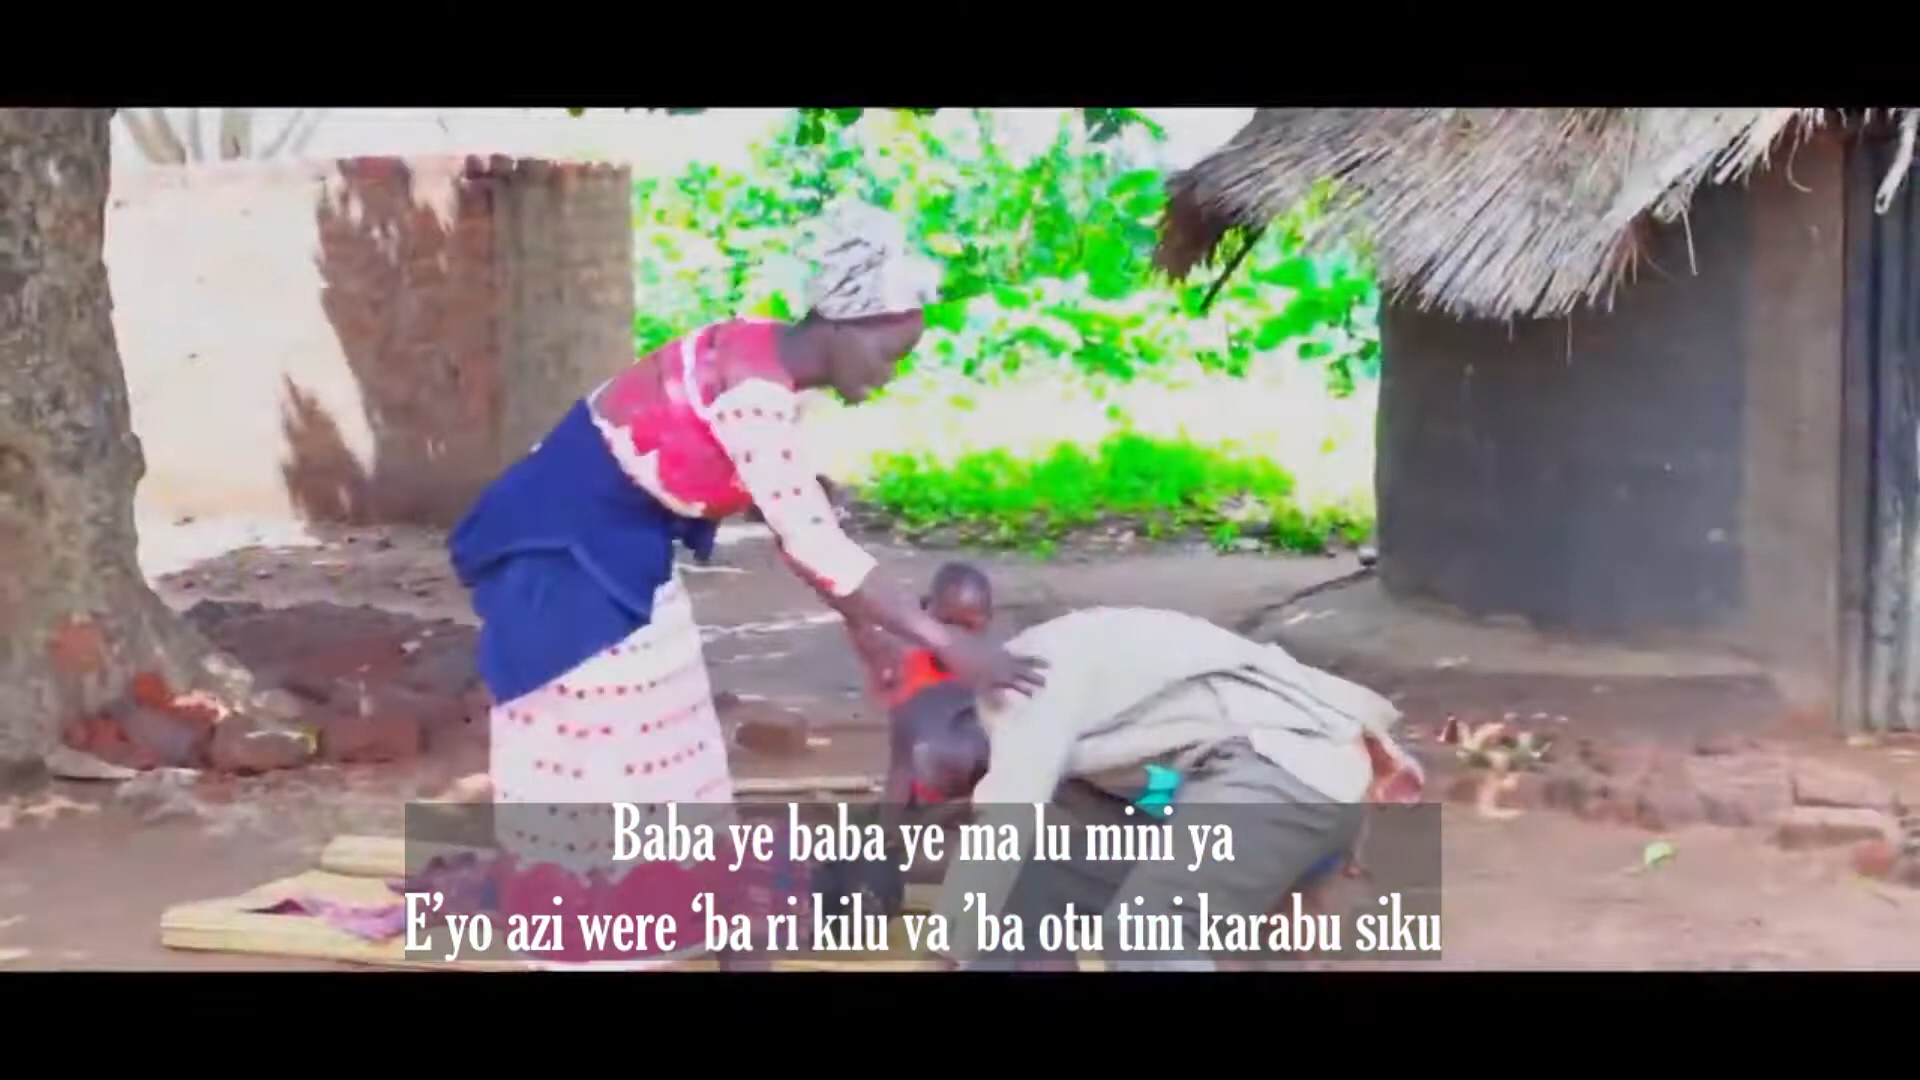 Baba ye baba ye ma lu mini ya
E’yo azi were ‘ba ri kilu va ’ba otu tini karabu siku